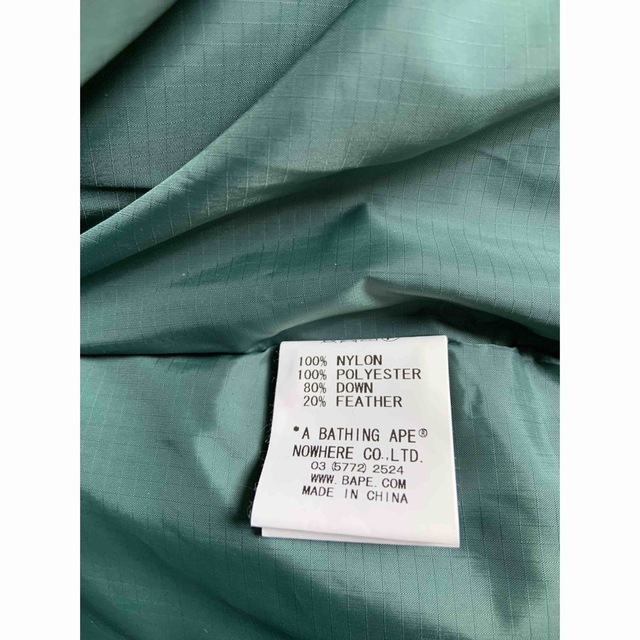 100% NYLON
100% POLYESTER
80% DOWN
20% FEATHER
*A BATHING APE®
NOWHERE CO.,LTD.
03 (5772) 2524
WWW. BAPE. COM
MADE IN CHINA